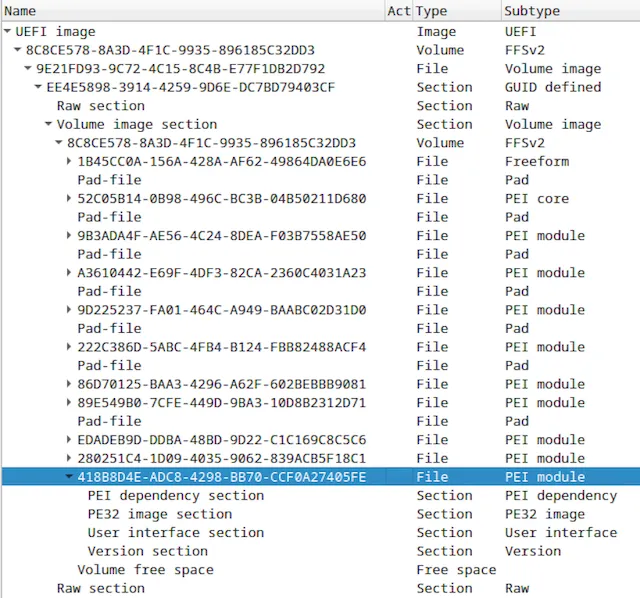 Name Act Type Subtype
UEFI image Image UEFI
8C8CE578-8A3D-4F1C-9935-896185C32DD3 Volume FFSv2
9E21FD93-9C72-4C15-8C4B-E77F1DB2D792 File Volume image
EE4E5898-3914-4259-9D6E-DC7BD79403CF Section GUID defined
Raw section Section Raw
Volume image section Section Volume image
8C8CE578-8A3D-4F1C-9935-896185C32DD3 Volume FFSv2
1B45CC0A-156A-428A-AF62-49864DA0E6E6 File Freeform
Pad-file File Pad
52C05B14-0B98-496C-BC3B-04B50211D680 File PEI core
Pad-file File Pad
9B3ADA4F-AE56-4C24-8DEA-F03B7558AE50 File PEI module
Pad-file File Pad
A3610442-E69F-4DF3-82CA-2360C4031A23 File PEI module
Pad-file File Pad
9D225237-FA01-464C-A949-BAABC02D31D0 File PEI module
Pad-file File Pad
222C386D-5ABC-4FB4-B124-FBB82488ACF4 File PEI module
Pad-file File Pad
86D70125-BAA3-4296-A62F-602BEBBB9081 File PEI module
89E549B0-7CFE-449D-9BA3-10D8B2312D71 File PEI module
Pad-file File Pad
EDADEB9D-DDBA-48BD-9D22-C1C169C8C5C6 File PEI module
280251C4-1D09-4035-9062-839ACB5F18C1 File PEI module
418B8D4E-ADC8-4298-BB70-CCF0A27405FE File PEI module
PEI dependency section Section PEI dependency
PE32 image section Section PE32 image
User interface section Section User interface
Version section Section Version
Volume free space Free space
Raw section Section Raw